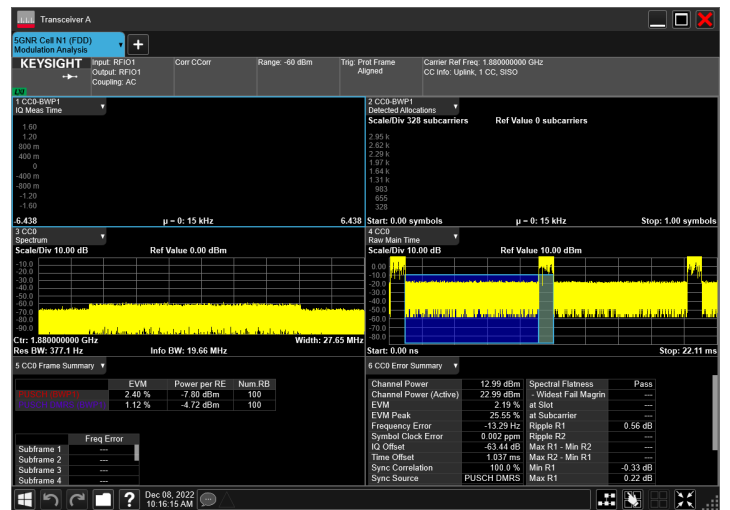 Transceiver A
5GNR Cell N1 (FDD)
Modulation Analysis
KEYSIGHT
Input: RFIO1
Output: RFIO1
Coupling: AC
Corr CCorr
Range: -60 dBm
Trig: Prot Frame
Aligned
Carrier Ref Freq: 1.880000000 GHz
CC Info: Uplink, 1 CC, SISO
1 CC0-BWP1
IQ Meas Time
1.60
1.20
800 m
400 m
0
-400 m
-800 m
-1.20
-1.60
-6.438
μ = 0: 15 kHz
6.438
2 CC0-BWP1
Detected Allocations
Scale/Div 328 subcarriers
Ref Value 0 subcarriers
2.95 k
2.62 k
2.29 k
1.97 k
1.64 k
1.31 k
983
655
328
Start: 0.00 symbols
μ = 0: 15 kHz
Stop: 1.00 symbols
3 CC0
Spectrum
Scale/Div 10.00 dB
Ref Value 0.00 dBm
-10.0
-20.0
-30.0
-40.0
-50.0
-60.0
-70.0
-80.0
-90.0
Ctr: 1.880000000 GHz
Width: 27.65 MHz
Res BW: 377.1 Hz
Info BW: 19.66 MHz
4 CC0
Raw Main Time
Scale/Div 10.00 dB
Ref Value 10.00 dBm
0.00
-10.0
-20.0
-30.0
-40.0
-50.0
-60.0
-70.0
-80.0
Start: 0.00 ns
Stop: 22.11 ms
5 CC0 Frame Summary
EVM Power per RE Num.RB
PUSCH (BWP1) 2.40 % -7.80 dBm 100
1.12 % -4.72 dBm 100
Freq Error
Subframe 1 ---
Subframe 2 ---
Subframe 3 ---
Subframe 4 ---
6 CC0 Error Summary
Channel Power 12.99 dBm Spectral Flatness Pass
Channel Power (Active) 22.99 dBm - Widest Fail Magrin ---
EVM 2.19 % at Slot ---
EVM Peak 25.55 % at Subcarrier ---
Frequency Error -13.29 Hz Ripple R1 0.56 dB
Symbol Clock Error 0.002 ppm Ripple R2 ---
IQ Offset -63.44 dB Max R1 - Min R2 ---
Time Offset 1.037 ms Max R2 - Min R1 ---
Sync Correlation 100.0 % Min R1 -0.33 dB
Sync Source PUSCH DMRS Max R1 0.22 dB
Dec 08, 2022
10:16:15 AM